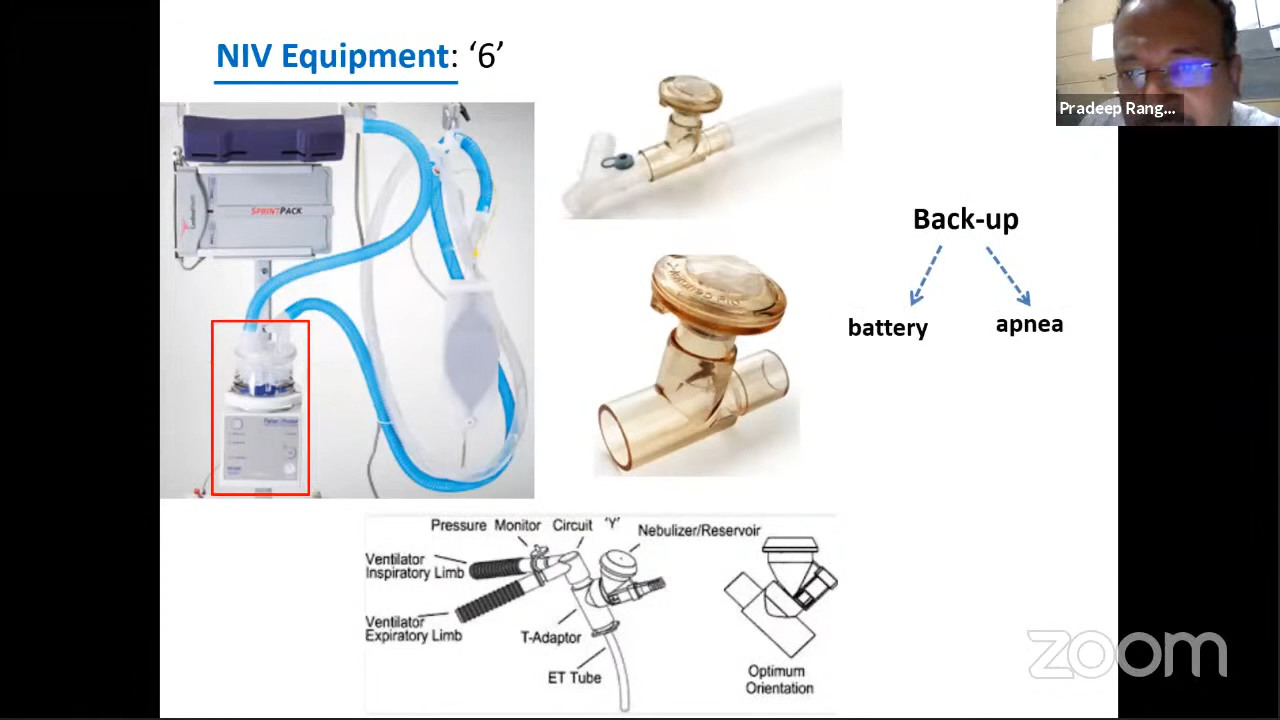 NIV Equipment: ‘6’
Pradeep Rang...
SPRINTPACK
Back-up
battery
apnea
Pressure Monitor
Circuit 'Y'
Nebulizer/Reservoir
Ventilator
Inspiratory Limb
Ventilator
Expiratory Limb
T-Adaptor
ET Tube
Optimum
Orientation
zoom